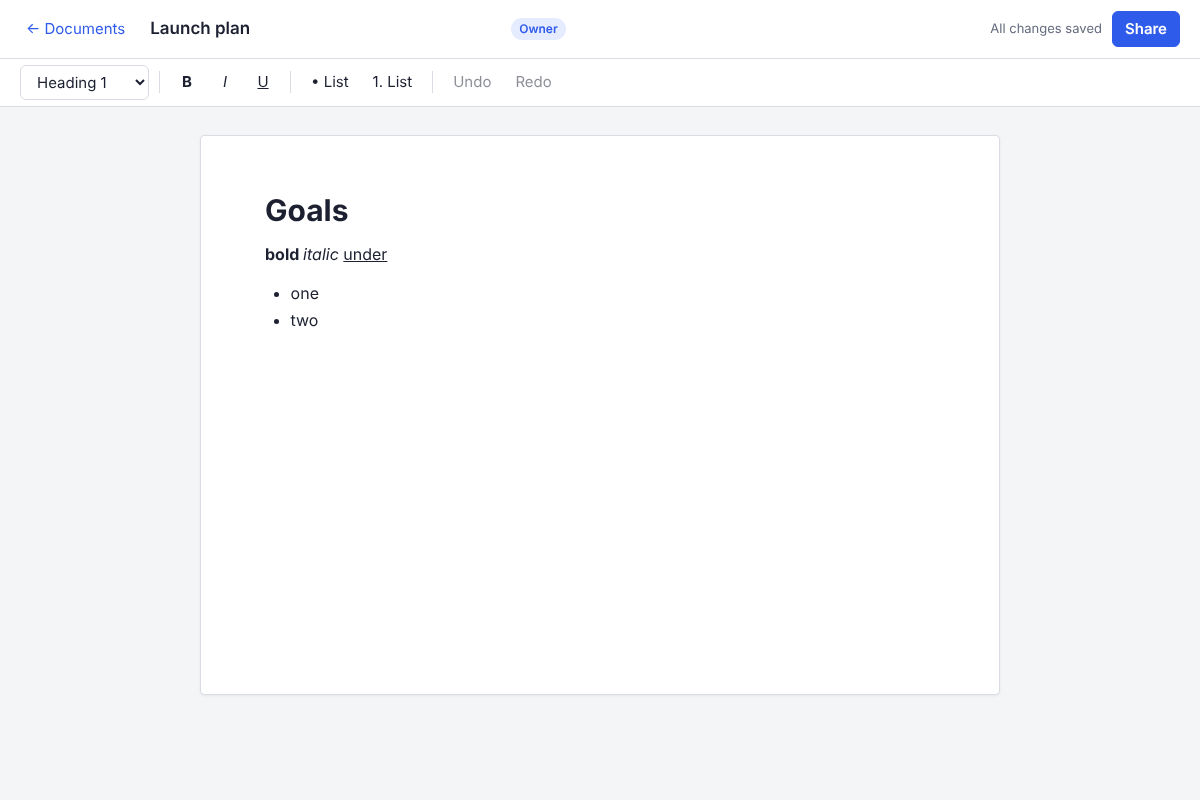 ← Documents Launch plan Owner All changes saved Share
Heading 1 B I U • List 1. List Undo Redo
Goals
bold italic under
• one
• two